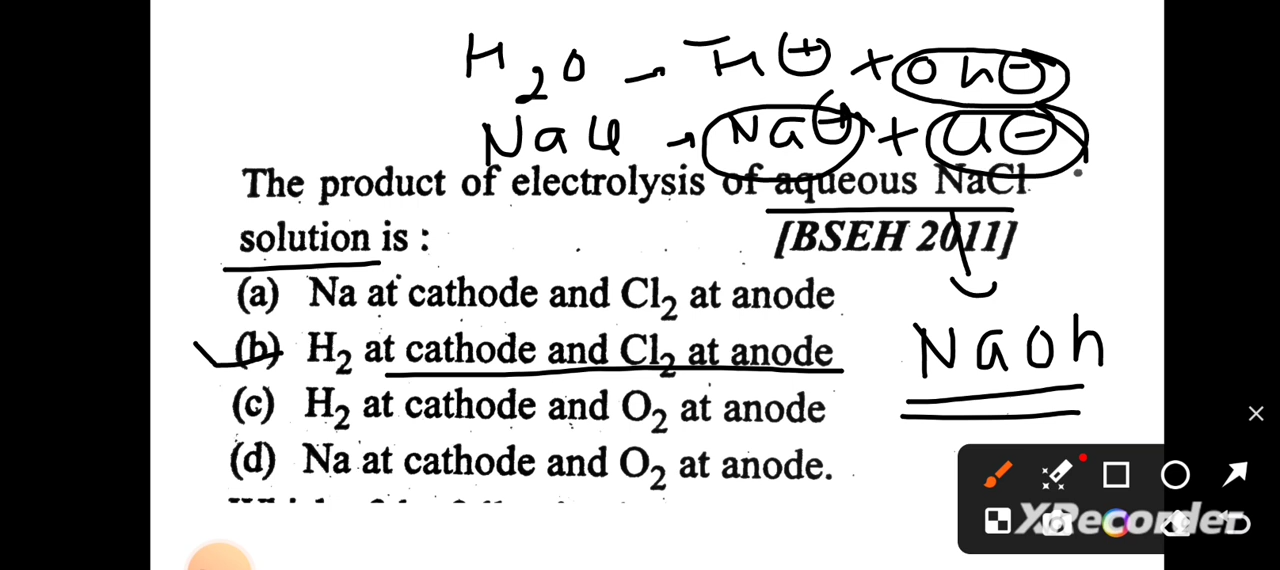 H2O → H⊕ + Oh⊖
NaCl → Na⊕ + Cl⊖
The product of electrolysis of aqueous NaCl
solution is :
[BSEH 2011]
(a) Na at cathode and Cl₂ at anode
(b) H₂ at cathode and Cl₂ at anode
NaOh
(c) H₂ at cathode and O₂ at anode
(d) Na at cathode and O₂ at anode.
XRecorder